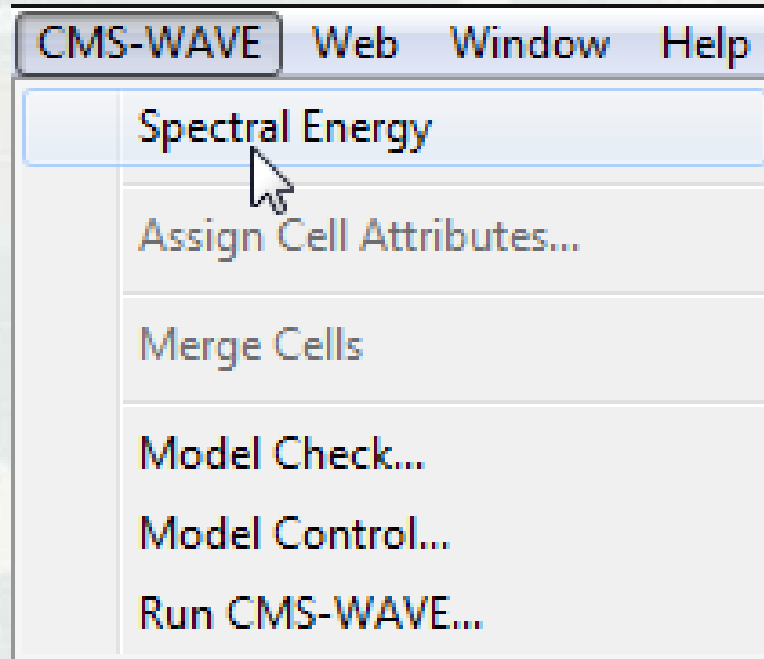 CMS-WAVE Web Window Help
Spectral Energy
Assign Cell Attributes...
Merge Cells
Model Check...
Model Control...
Run CMS-WAVE...